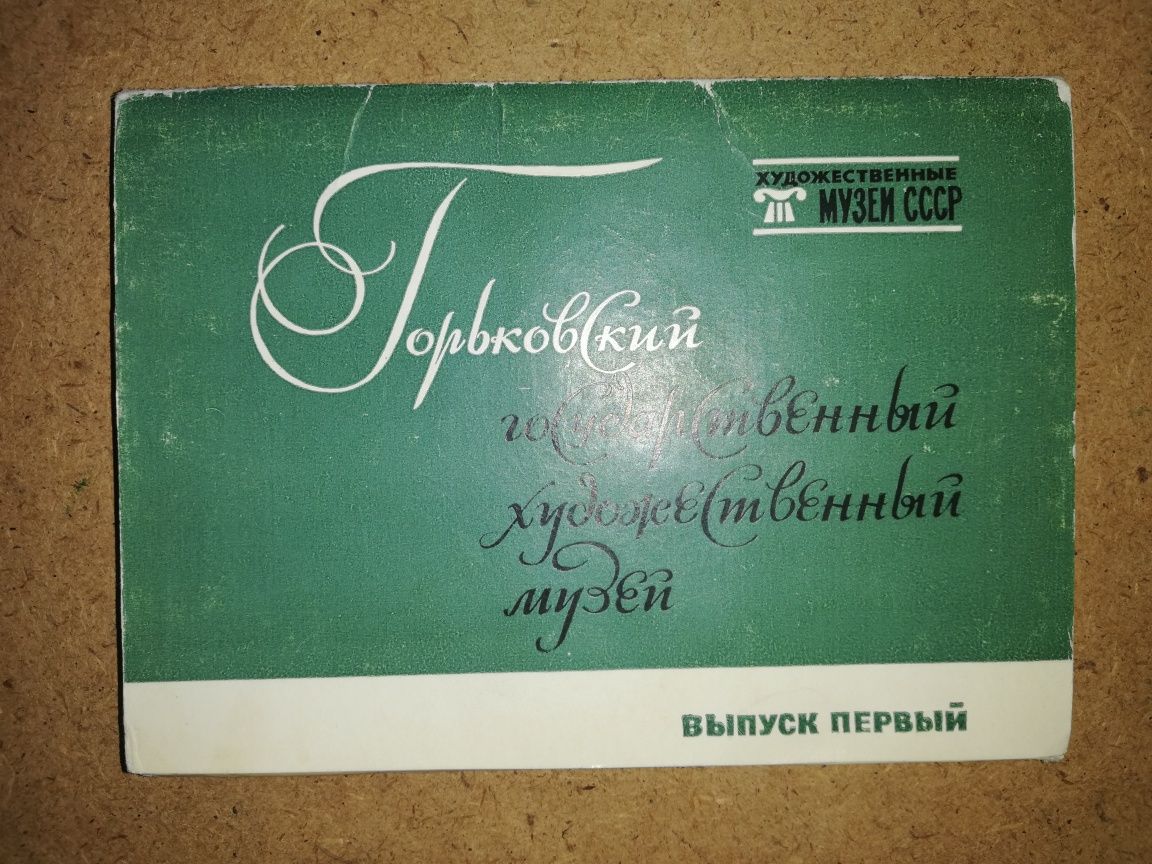 ХУДОЖЕСТВЕННЫЕ
МУЗЕИ СССР
Горьковский
государственный
художественный
музей
ВЫПУСК ПЕРВЫЙ